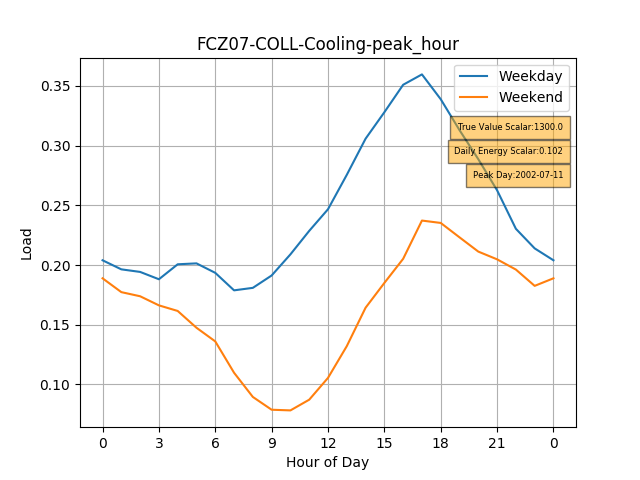 FCZ07-COLL-Cooling-peak_hour
Weekday
Weekend
True Value Scalar:1300.0
Daily Energy Scalar:0.102
Peak Day:2002-07-11
Load
0.35
0.30
0.25
0.20
0.15
0.10
0 3 6 9 12 15 18 21 0
Hour of Day